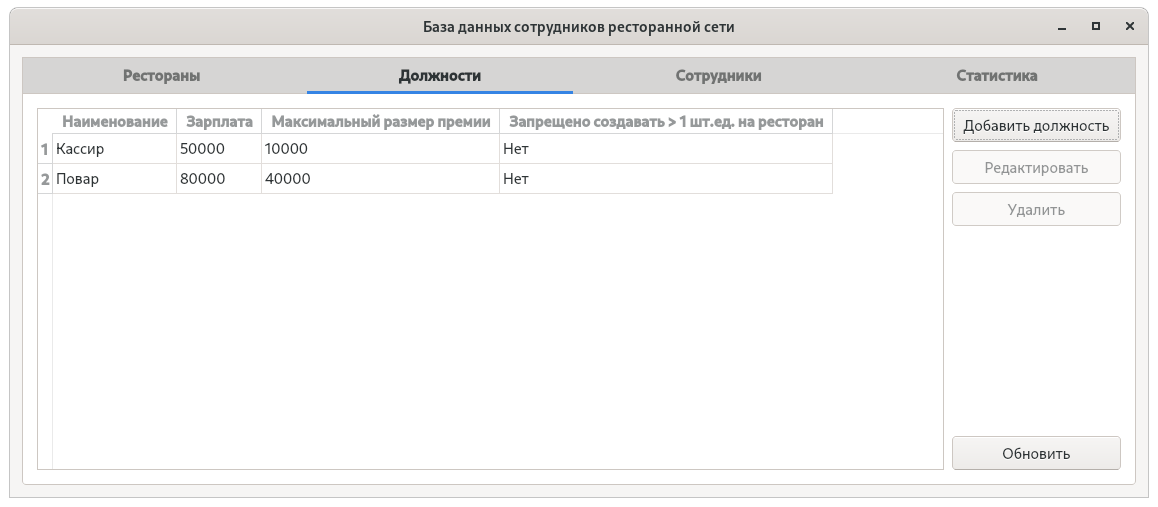 База данных сотрудников ресторанной сети
Рестораны Должности Сотрудники Статистика
Наименование Зарплата Максимальный размер премии Запрещено создавать > 1 шт.ед. на ресторан
1 Кассир 50000 10000 Нет
2 Повар 80000 40000 Нет
Добавить должность
Редактировать
Удалить
Обновить